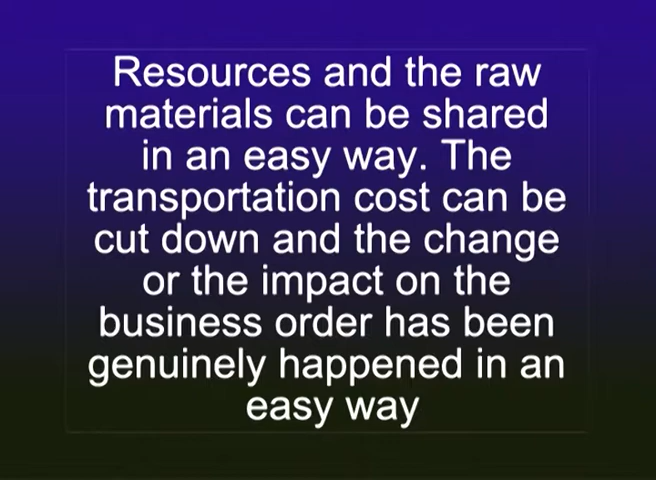 Resources and the raw
materials can be shared
in an easy way. The
transportation cost can be
cut down and the change
or the impact on the
business order has been
genuinely happened in an
easy way